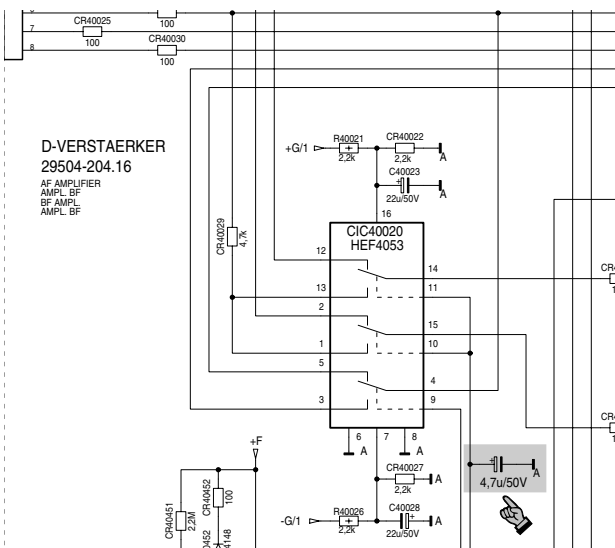 CR40025
7
100
100
CR40030
8
100
D-VERSTAERKER
29504-204.16
AF AMPLIFIER
AMPL. BF
BF AMPL.
AMPL. BF
+G/1
R40021
2,2k
CR40022
2,2k
A
C40023
+
22u/50V
A
16
CIC40020
HEF4053
CR40029
4,7k
12
14
13
11
2
15
1
10
5
4
3
9
6
7
8
A
A
+F
CR40027
2,2k
A
-G/1
R40026
2,2k
C40028
+
22u/50V
A
+
4,7u/50V
A
CR40451
2,2M
CR40452
100
4148